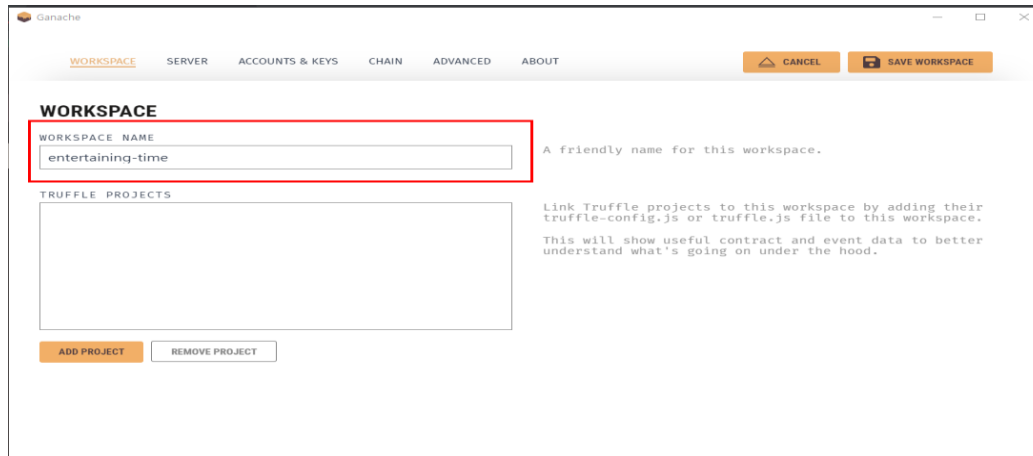 Ganache
WORKSPACE SERVER ACCOUNTS & KEYS CHAIN ADVANCED ABOUT CANCEL SAVE WORKSPACE
WORKSPACE
WORKSPACE NAME
entertaining-time
A friendly name for this workspace.
TRUFFLE PROJECTS
Link Truffle projects to this workspace by adding their
truffle-config.js or truffle.js file to this workspace.
This will show useful contract and event data to better
understand what's going on under the hood.
ADD PROJECT REMOVE PROJECT